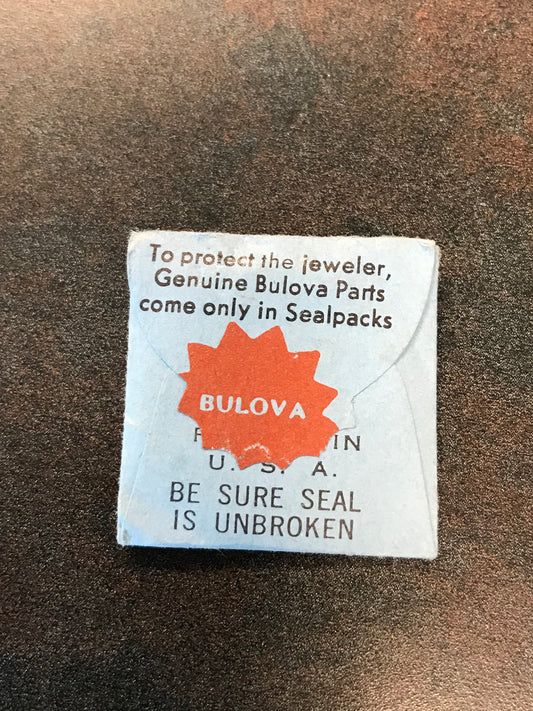 To protect the jeweler,
Genuine Bulova Parts
come only in Sealpacks
BULOVA
IN
U. S. A.
BE SURE SEAL
IS UNBROKEN